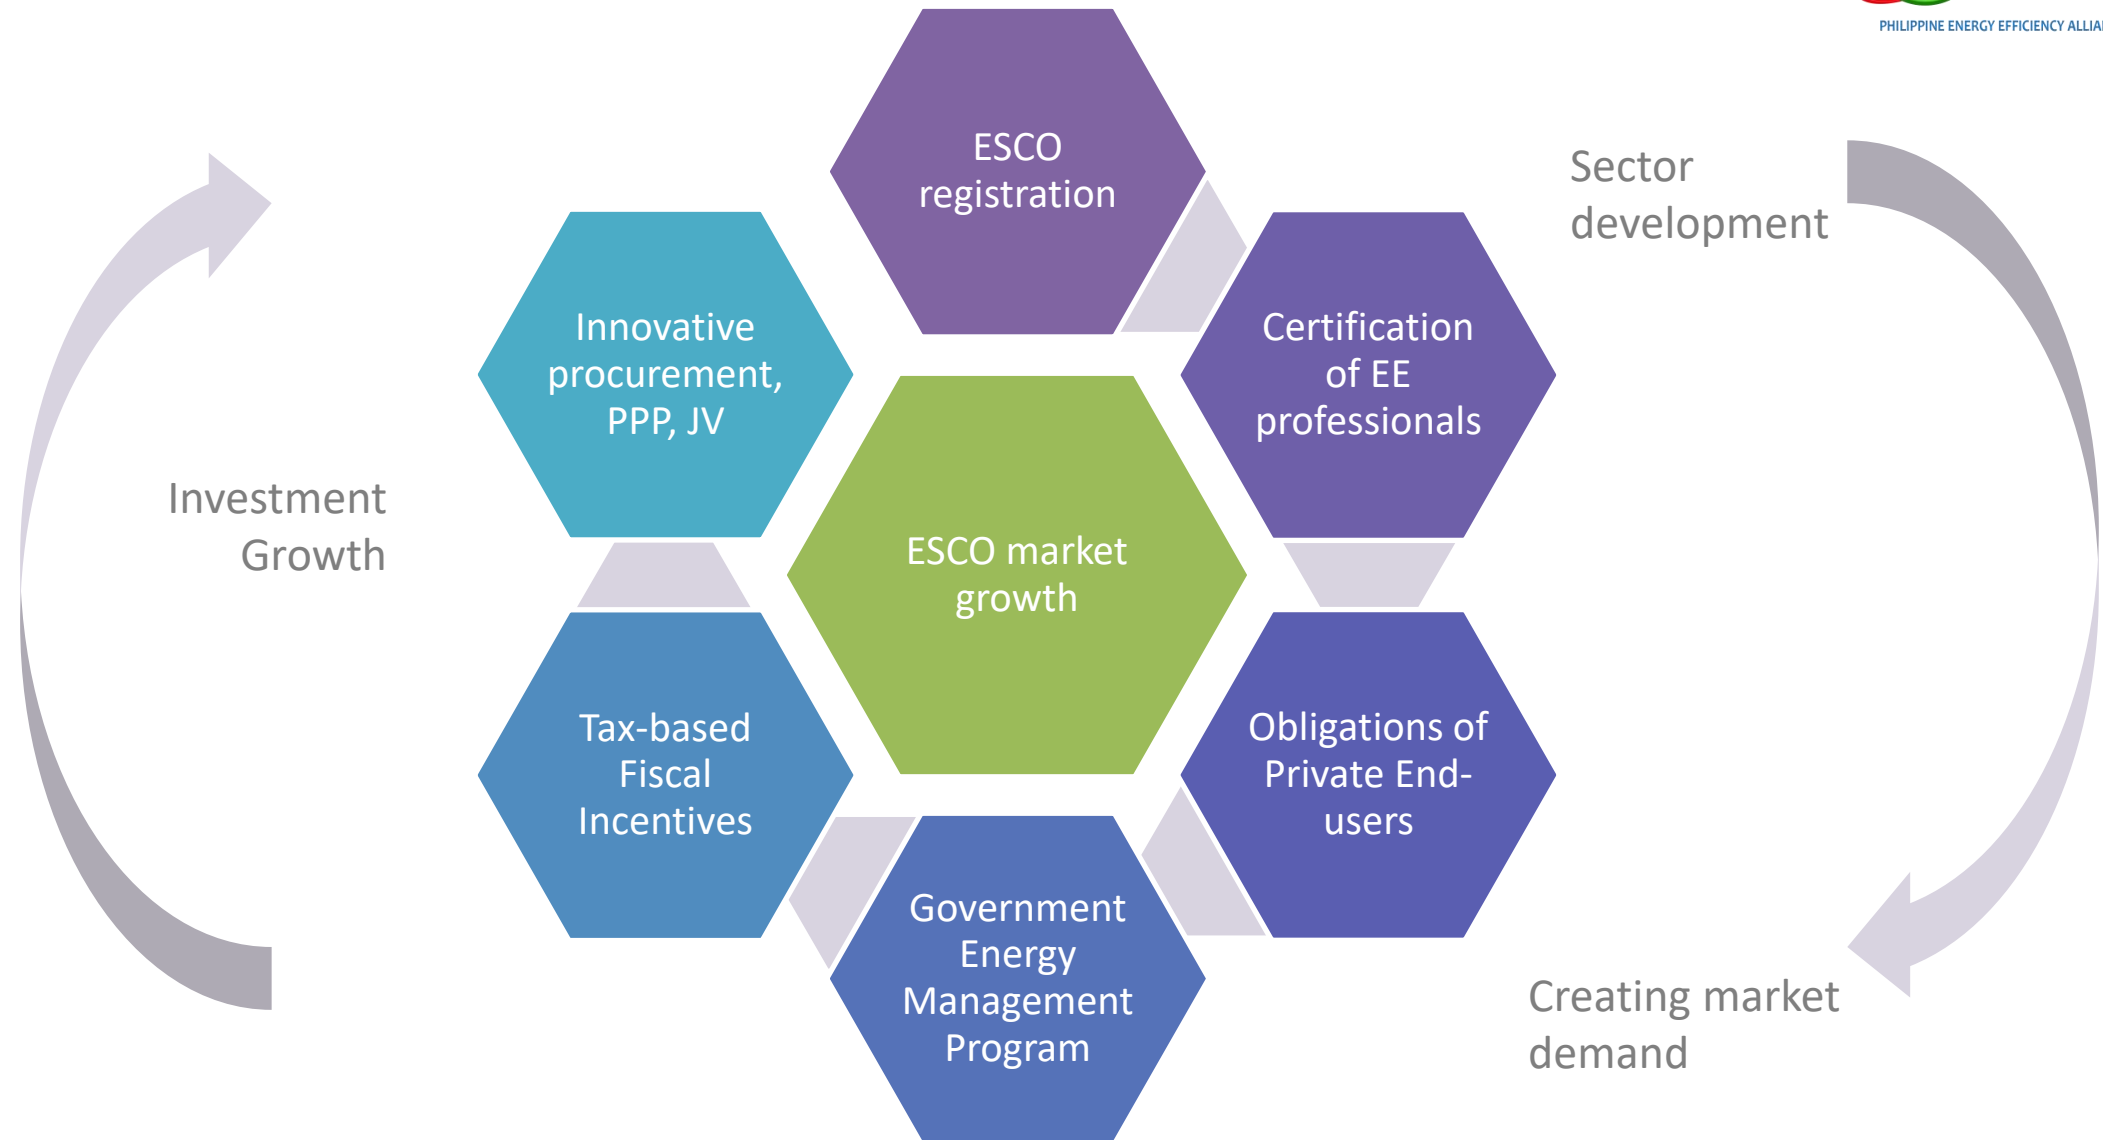 PHILIPPINE ENERGY EFFICIENCY
ESCO
registration
Sector
development
Innovative
procurement,
PPP, JV
Certification
of EE
professionals
Investment
Growth
ESCO market
growth
Tax-based
Fiscal
Incentives
Obligations of
Private End-
users
Government
Energy
Management
Program
Creating market
demand